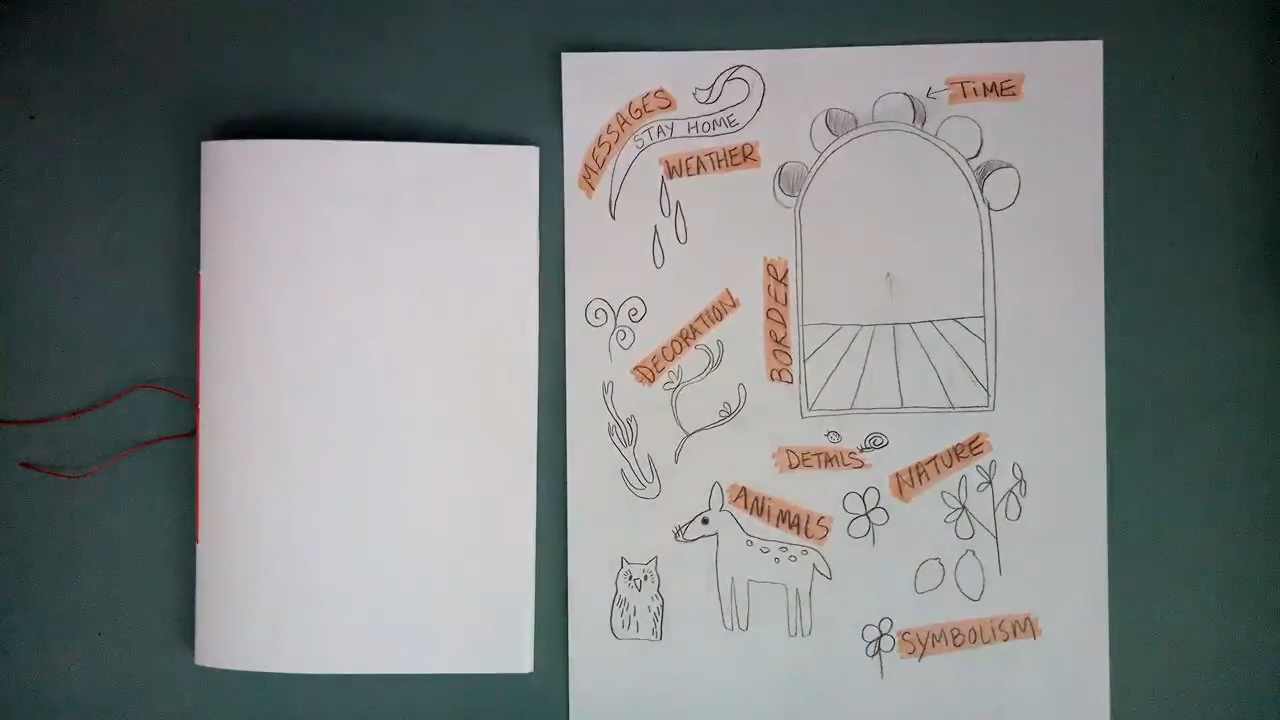 MESSAGES
STAY HOME
TiME
WEATHER
DECORATION
BORDER
DETAILS
NATURE
ANiMALS
SYMBOLISM